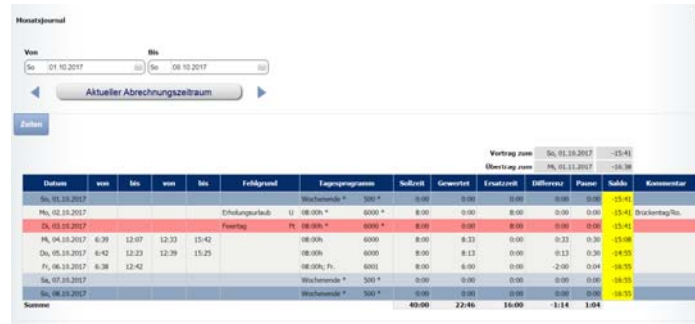 Monatsjournal
Von Bis
So 01.10.2017 So 08.10.2017
Aktueller Abrechnungszeitraum
Zeiten
Vortrag zum So, 01.10.2017 -15:41
Übertrag zum Mi, 01.11.2017 -16:38
Datum von bis von bis Fehlgrund Tagesprogramm Sollzeit Gewertet Ersatzzeit Differenz Pause Saldo Kommentar
So, 01.10.2017 Wochenende * 500 * 0:00 0:00 0:00 0:00 0:00 -15:41
Mo, 02.10.2017 Erholungsurlaub U 08:00h * 6000 * 8:00 0:00 8:00 0:00 0:00 -15:41 Brückentag/Ro.
Di, 03.10.2017 Feiertag Ft 08:00h * 6000 * 8:00 0:00 8:00 0:00 0:00 -15:41
Mi, 04.10.2017 6:39 12:07 12:33 15:42 08:00h 6000 8:00 8:33 0:00 0:33 0:30 -15:08
Do, 05.10.2017 6:42 12:23 12:39 15:25 08:00h 6000 8:00 8:13 0:00 0:13 0:30 -14:55
Fr, 06.10.2017 6:38 12:42 08:00h; Fr. 6001 8:00 6:00 0:00 -2:00 0:04 -16:55
Sa, 07.10.2017 Wochenende * 500 * 0:00 0:00 0:00 0:00 0:00 -16:55
So, 08.10.2017 Wochenende * 500 * 0:00 0:00 0:00 0:00 0:00 -16:55
Summe 40:00 22:46 16:00 -1:14 1:04